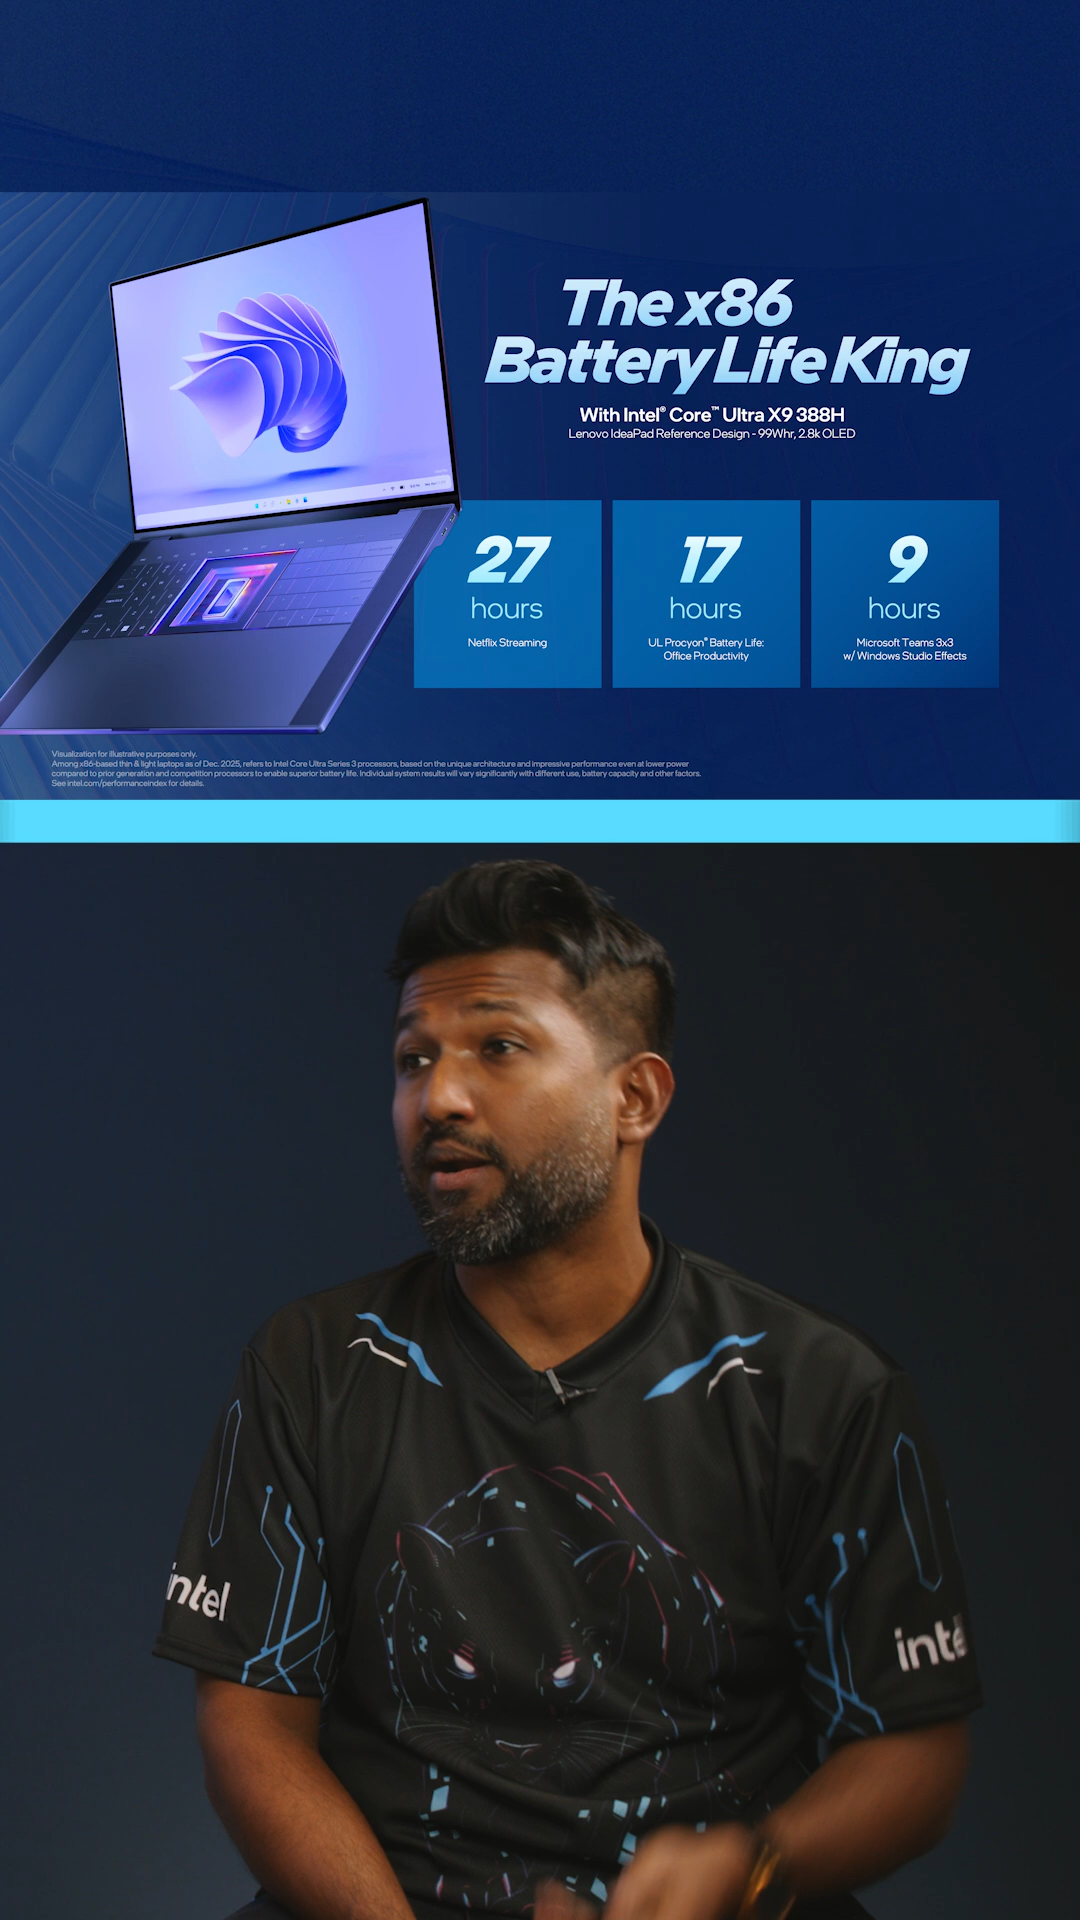 The x86
Battery Life King
With Intel® Core™ Ultra X9 388H
Lenovo IdeaPad Reference Design - 99Whr, 2.8k OLED
27
hours
Netflix Streaming
17
hours
UL Procyon® Battery Life:
Office Productivity
9
hours
Microsoft Teams 3x3
w/ Windows Studio Effects
Visualization for illustrative purposes only.
Among x86-based thin & light laptops as of Dec. 2025, refers to Intel Core Ultra Series 3 processors, based on the unique architecture and impressive performance even at lower power
compared to prior generation and competition processors to enable superior battery life. Individual system results will vary significantly with different use, battery capacity and other factors.
See intel.com/performanceindex for details.
intel
intel